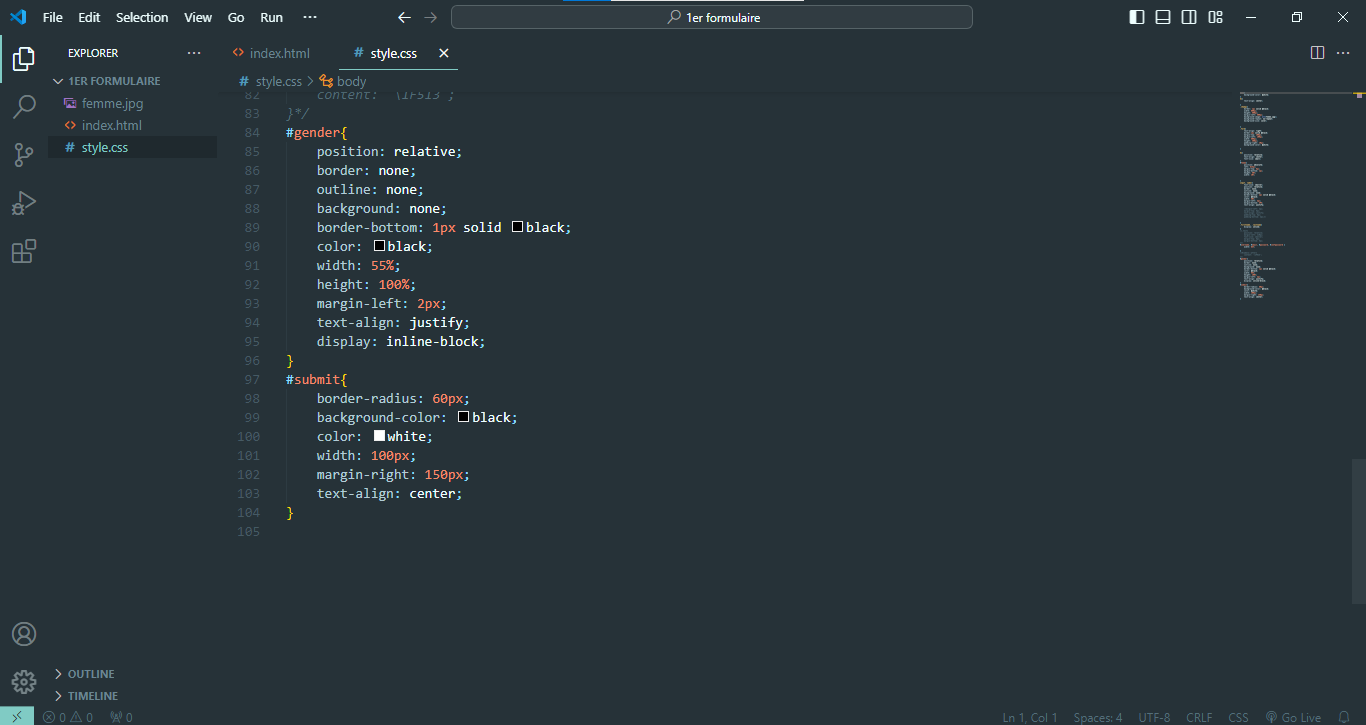 File Edit Selection View Go Run ···
1er formulaire
EXPLORER
1ER FORMULAIRE
femme.jpg
index.html
style.css
index.html
# style.css
# style.css > body
82 content: "\1F513";
83 }*/
84 #gender{
85 position: relative;
86 border: none;
87 outline: none;
88 background: none;
89 border-bottom: 1px solid black;
90 color: black;
91 width: 55%;
92 height: 100%;
93 margin-left: 2px;
94 text-align: justify;
95 display: inline-block;
96 }
97 #submit{
98 border-radius: 60px;
99 background-color: black;
100 color: white;
101 width: 100px;
102 margin-right: 150px;
103 text-align: center;
104 }
105
OUTLINE
TIMELINE
0 0 0
Ln 1, Col 1 Spaces: 4 UTF-8 CRLF CSS Go Live